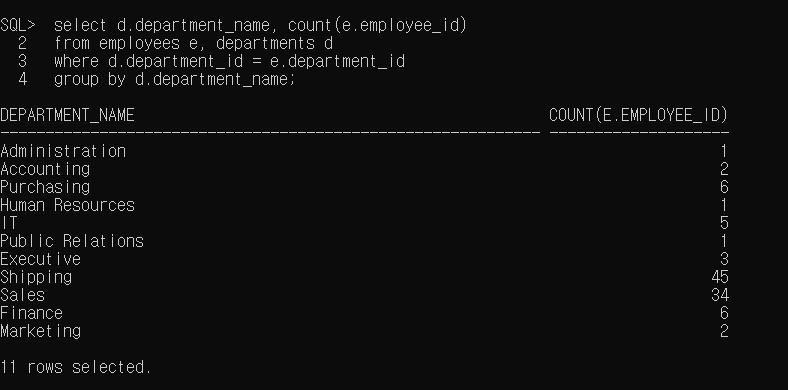 SQL>  select d.department_name, count(e.employee_id)
  2   from employees e, departments d
  3   where d.department_id = e.department_id
  4   group by d.department_name;
DEPARTMENT_NAME                                              COUNT(E.EMPLOYEE_ID)
------------------------------------------------------------ --------------------
Administration                                                                  1
Accounting                                                                      2
Purchasing                                                                      6
Human Resources                                                                 1
IT                                                                              5
Public Relations                                                                1
Executive                                                                       3
Shipping                                                                       45
Sales                                                                          34
Finance                                                                         6
Marketing                                                                       2
11 rows selected.